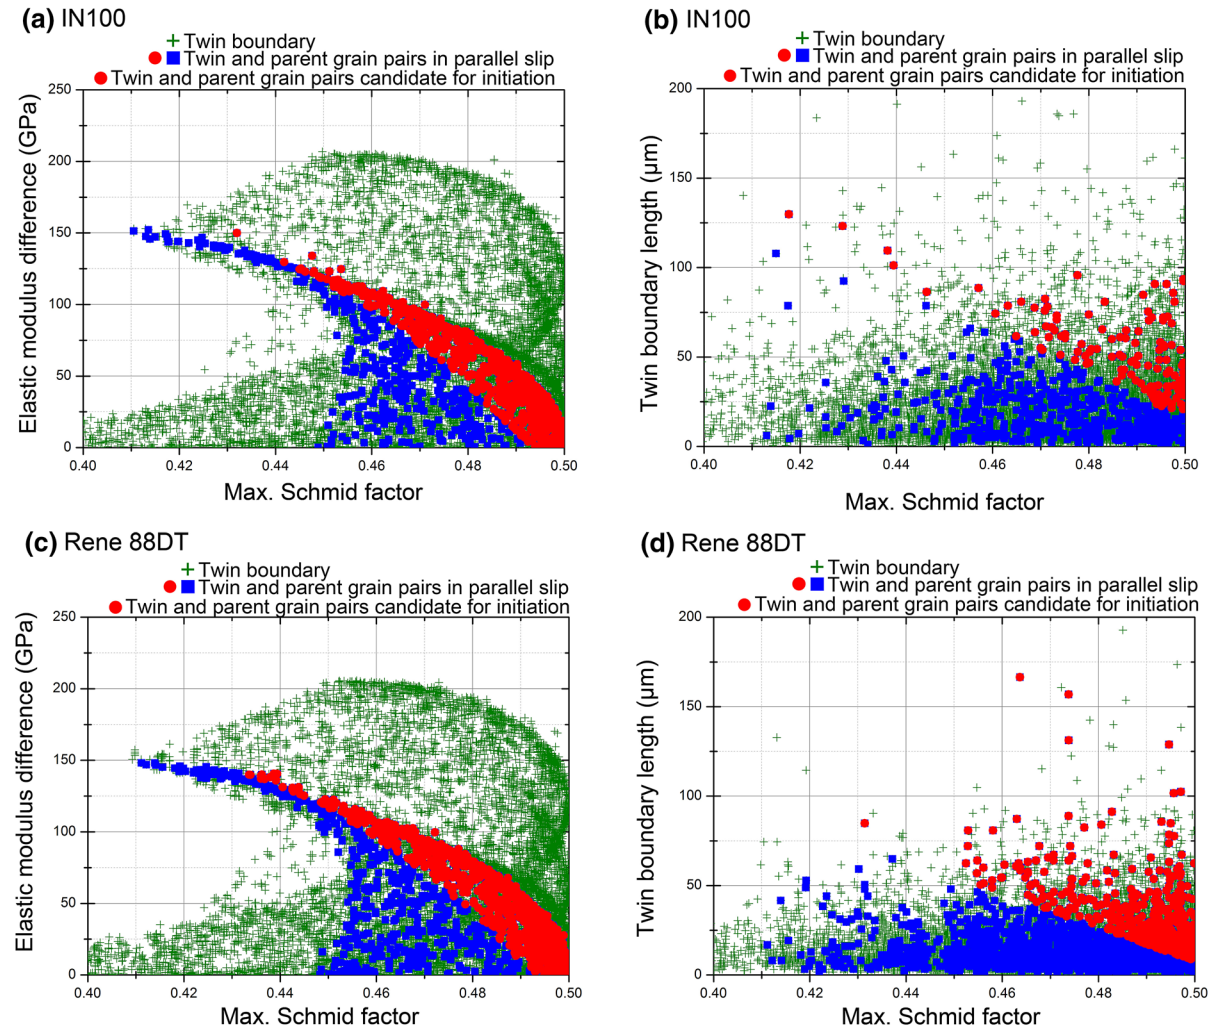 (a) IN100
+ Twin boundary
Twin and parent grain pairs in parallel slip
Twin and parent grain pairs candidate for initiation
250
200
150
100
50
0
Elastic modulus difference (GPa)
0.40 0.42 0.44 0.46 0.48 0.50
Max. Schmid factor
(b) IN100
+ Twin boundary
Twin and parent grain pairs in parallel slip
Twin and parent grain pairs candidate for initiation
200
150
100
50
0
Twin boundary length (μm)
0.40 0.42 0.44 0.46 0.48 0.50
Max. Schmid factor
(c) Rene 88DT
+ Twin boundary
Twin and parent grain pairs in parallel slip
Twin and parent grain pairs candidate for initiation
250
200
150
100
50
0
Elastic modulus difference (GPa)
0.40 0.42 0.44 0.46 0.48 0.50
Max. Schmid factor
(d) Rene 88DT
+ Twin boundary
Twin and parent grain pairs in parallel slip
Twin and parent grain pairs candidate for initiation
200
150
100
50
0
Twin boundary length (μm)
0.40 0.42 0.44 0.46 0.48 0.50
Max. Schmid factor